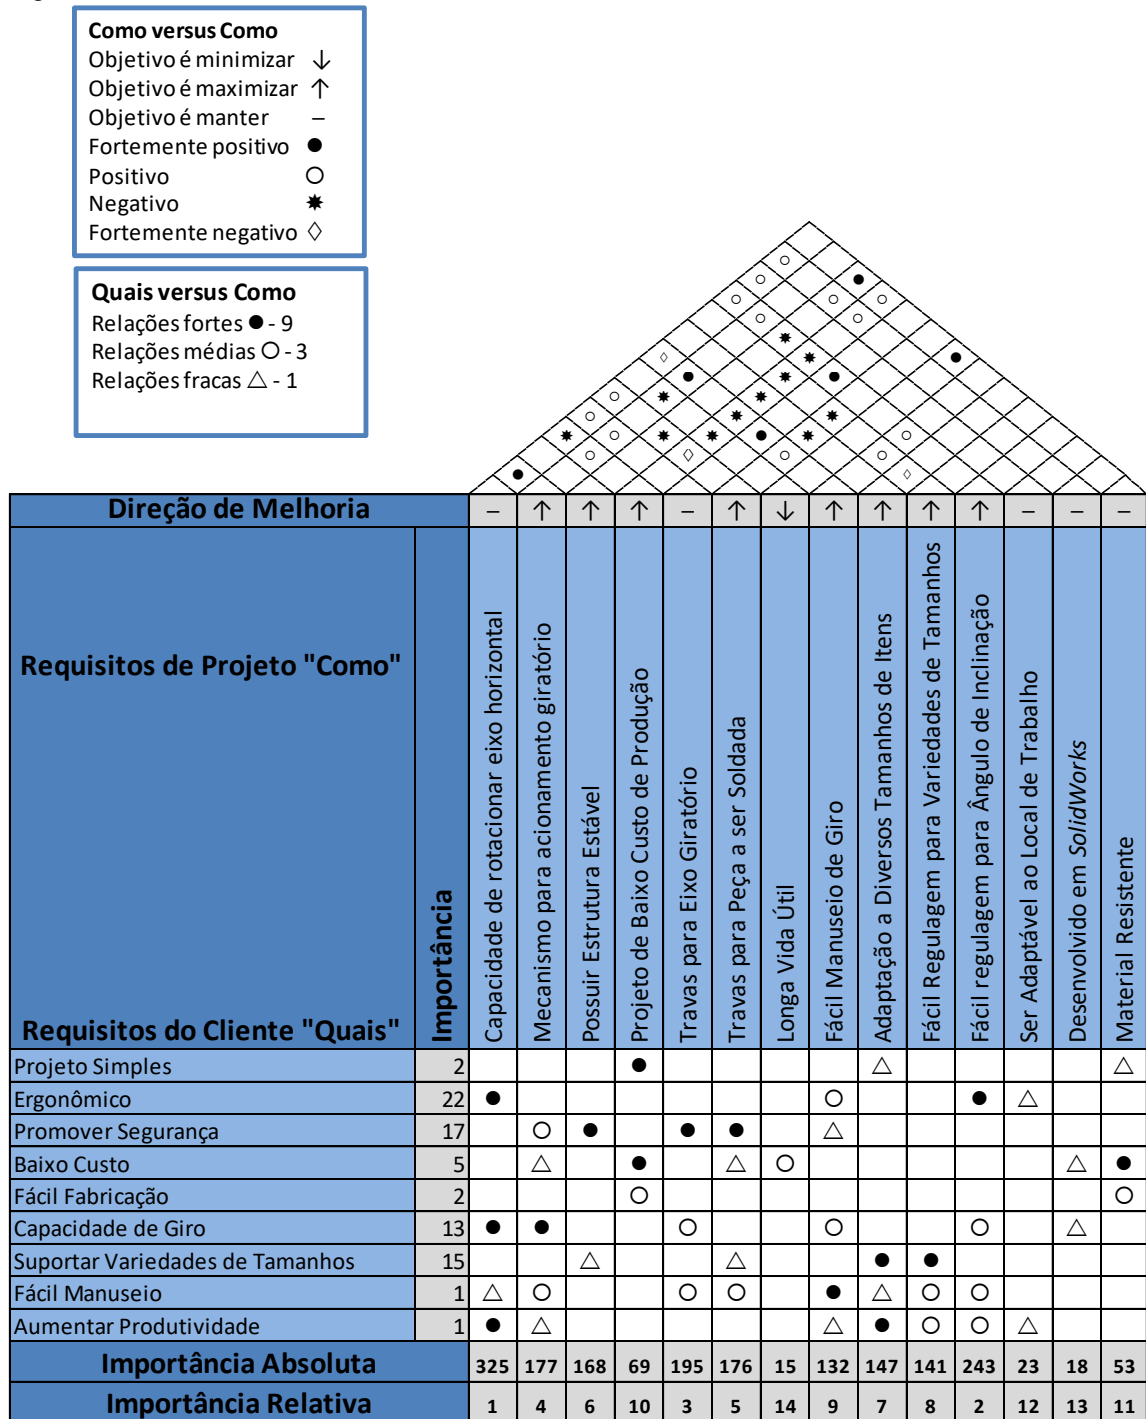 Como versus Como
Objetivo é minimizar ↓
Objetivo é maximizar ↑
Objetivo é manter –
Fortemente positivo ●
Positivo ○
Negativo ✷
Fortemente negativo ◊
Quais versus Como
Relações fortes ● - 9
Relações médias ○ - 3
Relações fracas △ - 1
Direção de Melhoria – ↑ ↑ ↑ – ↑ ↓ ↑ ↑ ↑ ↑ – – –
Requisitos de Projeto "Como"
Requisitos do Cliente "Quais"
Importância
Capacidade de rotacionar eixo horizontal
Mecanismo para acionamento giratório
Possuir Estrutura Estável
Projeto de Baixo Custo de Produção
Travas para Eixo Giratório
Travas para Peça a ser Soldada
Longa Vida Útil
Fácil Manuseio de Giro
Adaptação a Diversos Tamanhos de Itens
Fácil Regulagem para Variedades de Tamanhos
Fácil regulagem para Ângulo de Inclinação
Ser Adaptável ao Local de Trabalho
Desenvolvido em SolidWorks
Material Resistente
Projeto Simples 2 ● △ △
Ergonômico 22 ● ○ ● △
Promover Segurança 17 ○ ● ● ● △
Baixo Custo 5 △ ● △ ○ △ ●
Fácil Fabricação 2 ○ ○
Capacidade de Giro 13 ● ● ○ ○ ○ △
Suportar Variedades de Tamanhos 15 △ △ ● ●
Fácil Manuseio 1 △ ○ ○ ○ ● △ ○ ○
Aumentar Produtividade 1 ● △ △ ● ○ ○ △
Importância Absoluta 325 177 168 69 195 176 15 132 147 141 243 23 18 53
Importância Relativa 1 4 6 10 3 5 14 9 7 8 2 12 13 11